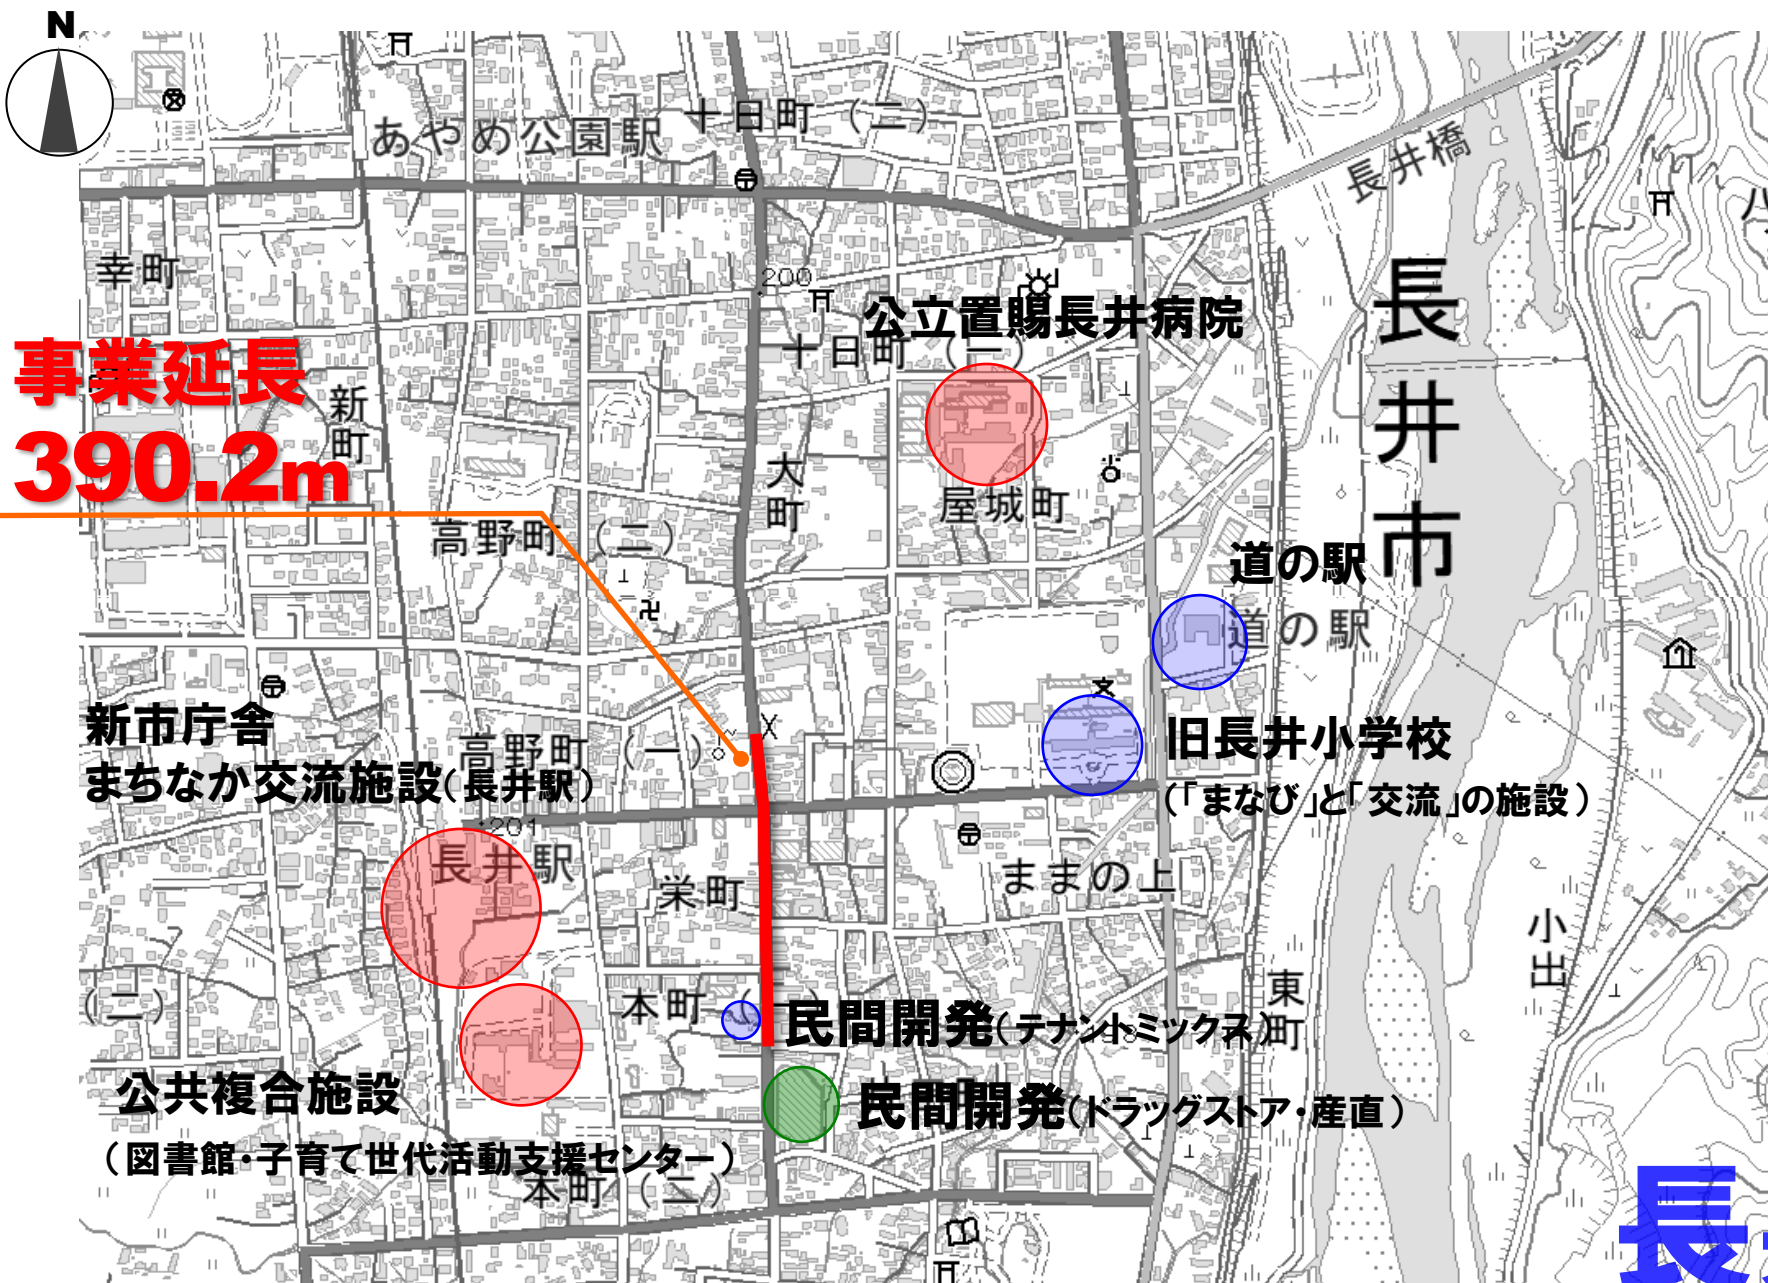 N
十日町（二）
あやめ公園駅
長井橋
八
幸町
200
公立置賜長井病院
十日町（一）
長井市
事業延長
390.2m
新町
大町
屋城町
高野町（二）
道の駅
道の駅
新市庁舎
まちなか交流施設(長井駅)
高野町（一）
旧長井小学校
(「まなび」と「交流」の施設)
201
長井駅
栄町
ままの上
小出
東町
（二）
本町（一）
民間開発(テナントミックス)
民間開発(ドラッグストア・産直)
公共複合施設
(図書館・子育て世代活動支援センター)
本町（二）
長